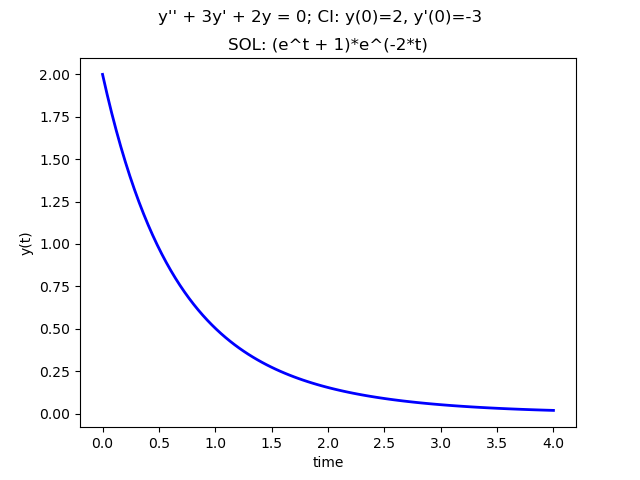 y'' + 3y' + 2y = 0; CI: y(0)=2, y'(0)=-3
SOL: (e^t + 1)*e^(-2*t)
2.00
1.75
1.50
1.25
1.00
0.75
0.50
0.25
0.00
y(t)
0.0 0.5 1.0 1.5 2.0 2.5 3.0 3.5 4.0
time